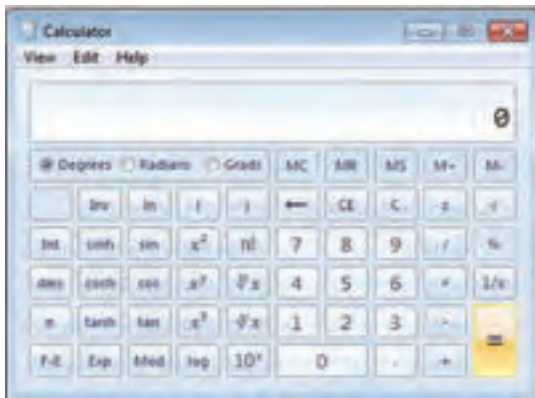 Calculator
View Edit Help
0
Degrees Radians Grads MC MR MS M+ M-
Inv ln ( ) ← CE C ± √
Int sinh sin x² n! 7 8 9 / %
dms cosh cos xʸ ʸ√x 4 5 6 * 1/x
π tanh tan x³ ³√x 1 2 3 - =
F-E Exp Mod log 10ˣ 0 . +